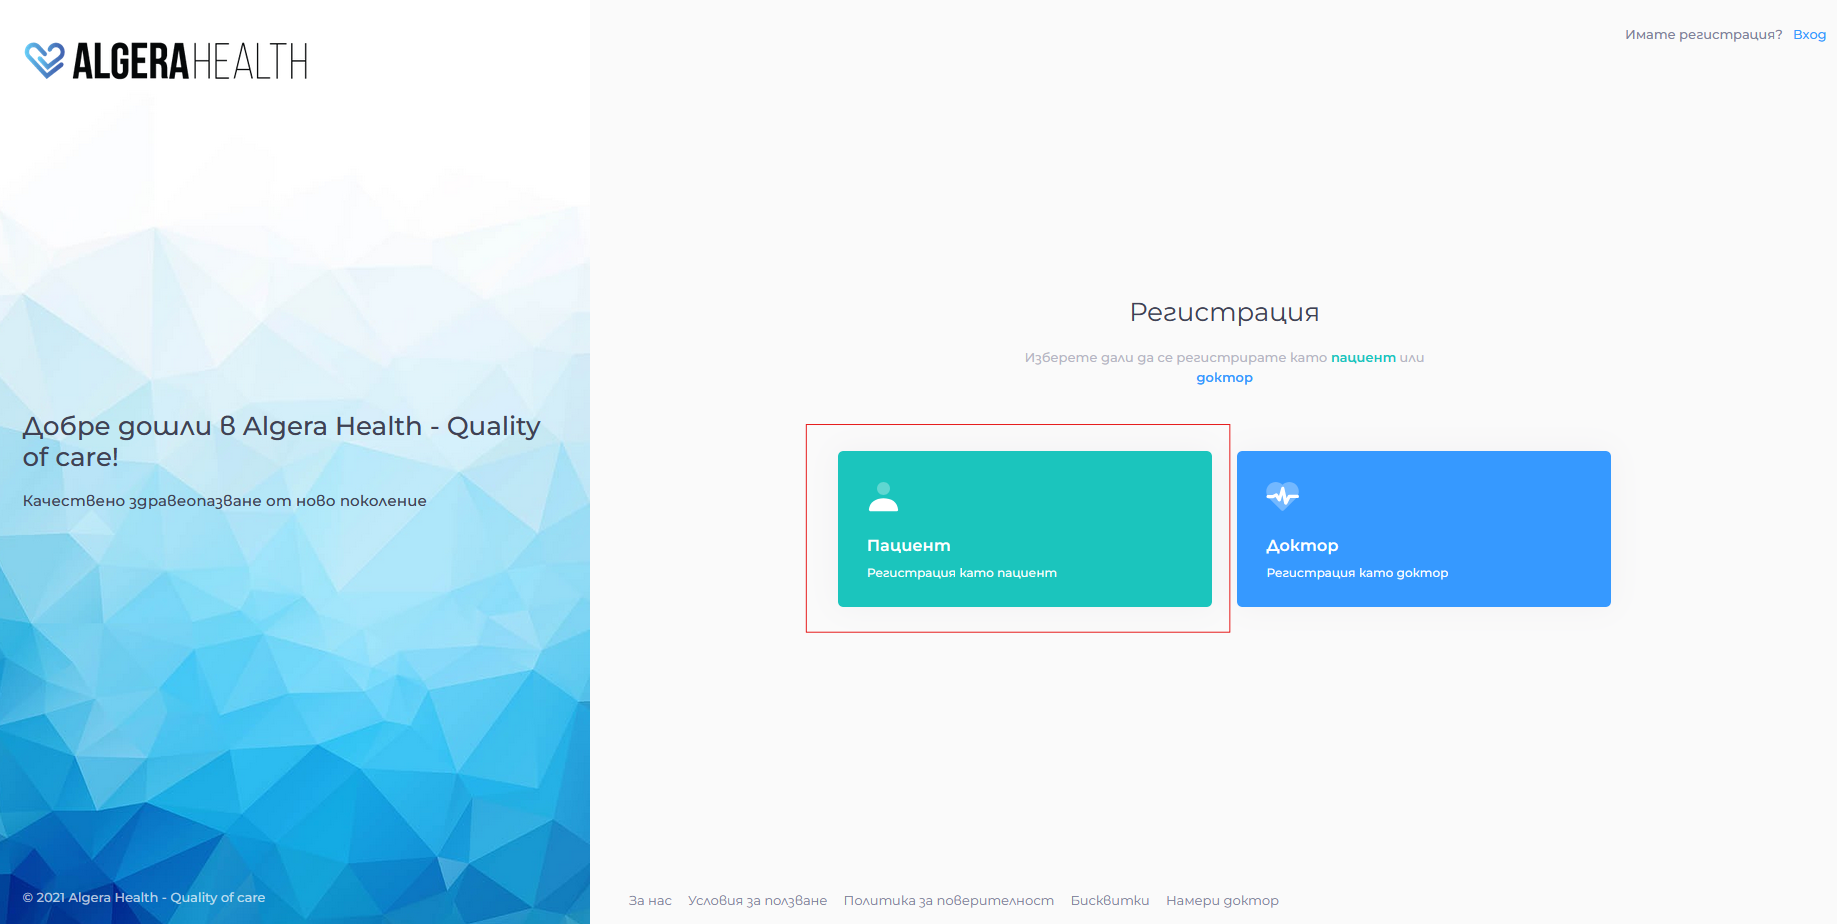 ALGERAHEALTH
Имате регистрация? Вход
Добре дошли в Algera Health - Quality
of care!
Качествено здравеопазване от ново поколение
© 2021 Algera Health - Quality of care
Регистрация
Изберете дали да се регистрирате като пациент или
доктор
Пациент
Регистрация като пациент
Доктор
Регистрация като доктор
За нас Условия за ползване Политика за поверителност Бисквитки Намери доктор